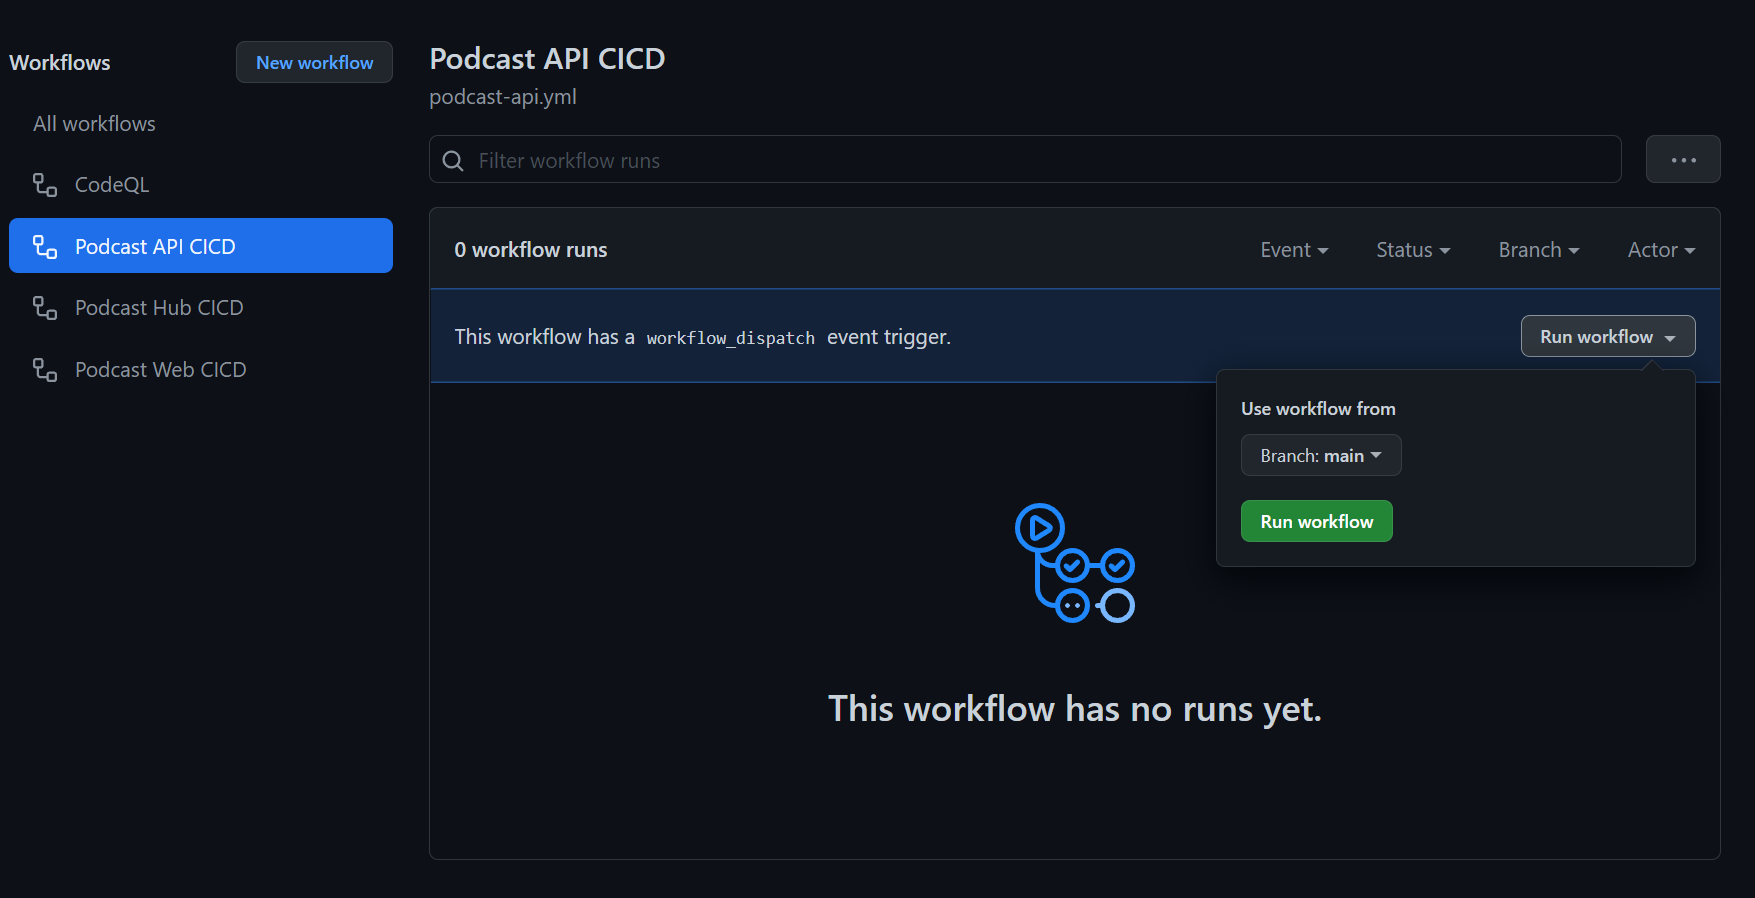 Workflows
New workflow
All workflows
CodeQL
Podcast API CICD
Podcast Hub CICD
Podcast Web CICD
Podcast API CICD
podcast-api.yml
Filter workflow runs
0 workflow runs
Event
Status
Branch
Actor
This workflow has a workflow_dispatch event trigger.
Run workflow
Use workflow from
Branch: main
Run workflow
This workflow has no runs yet.